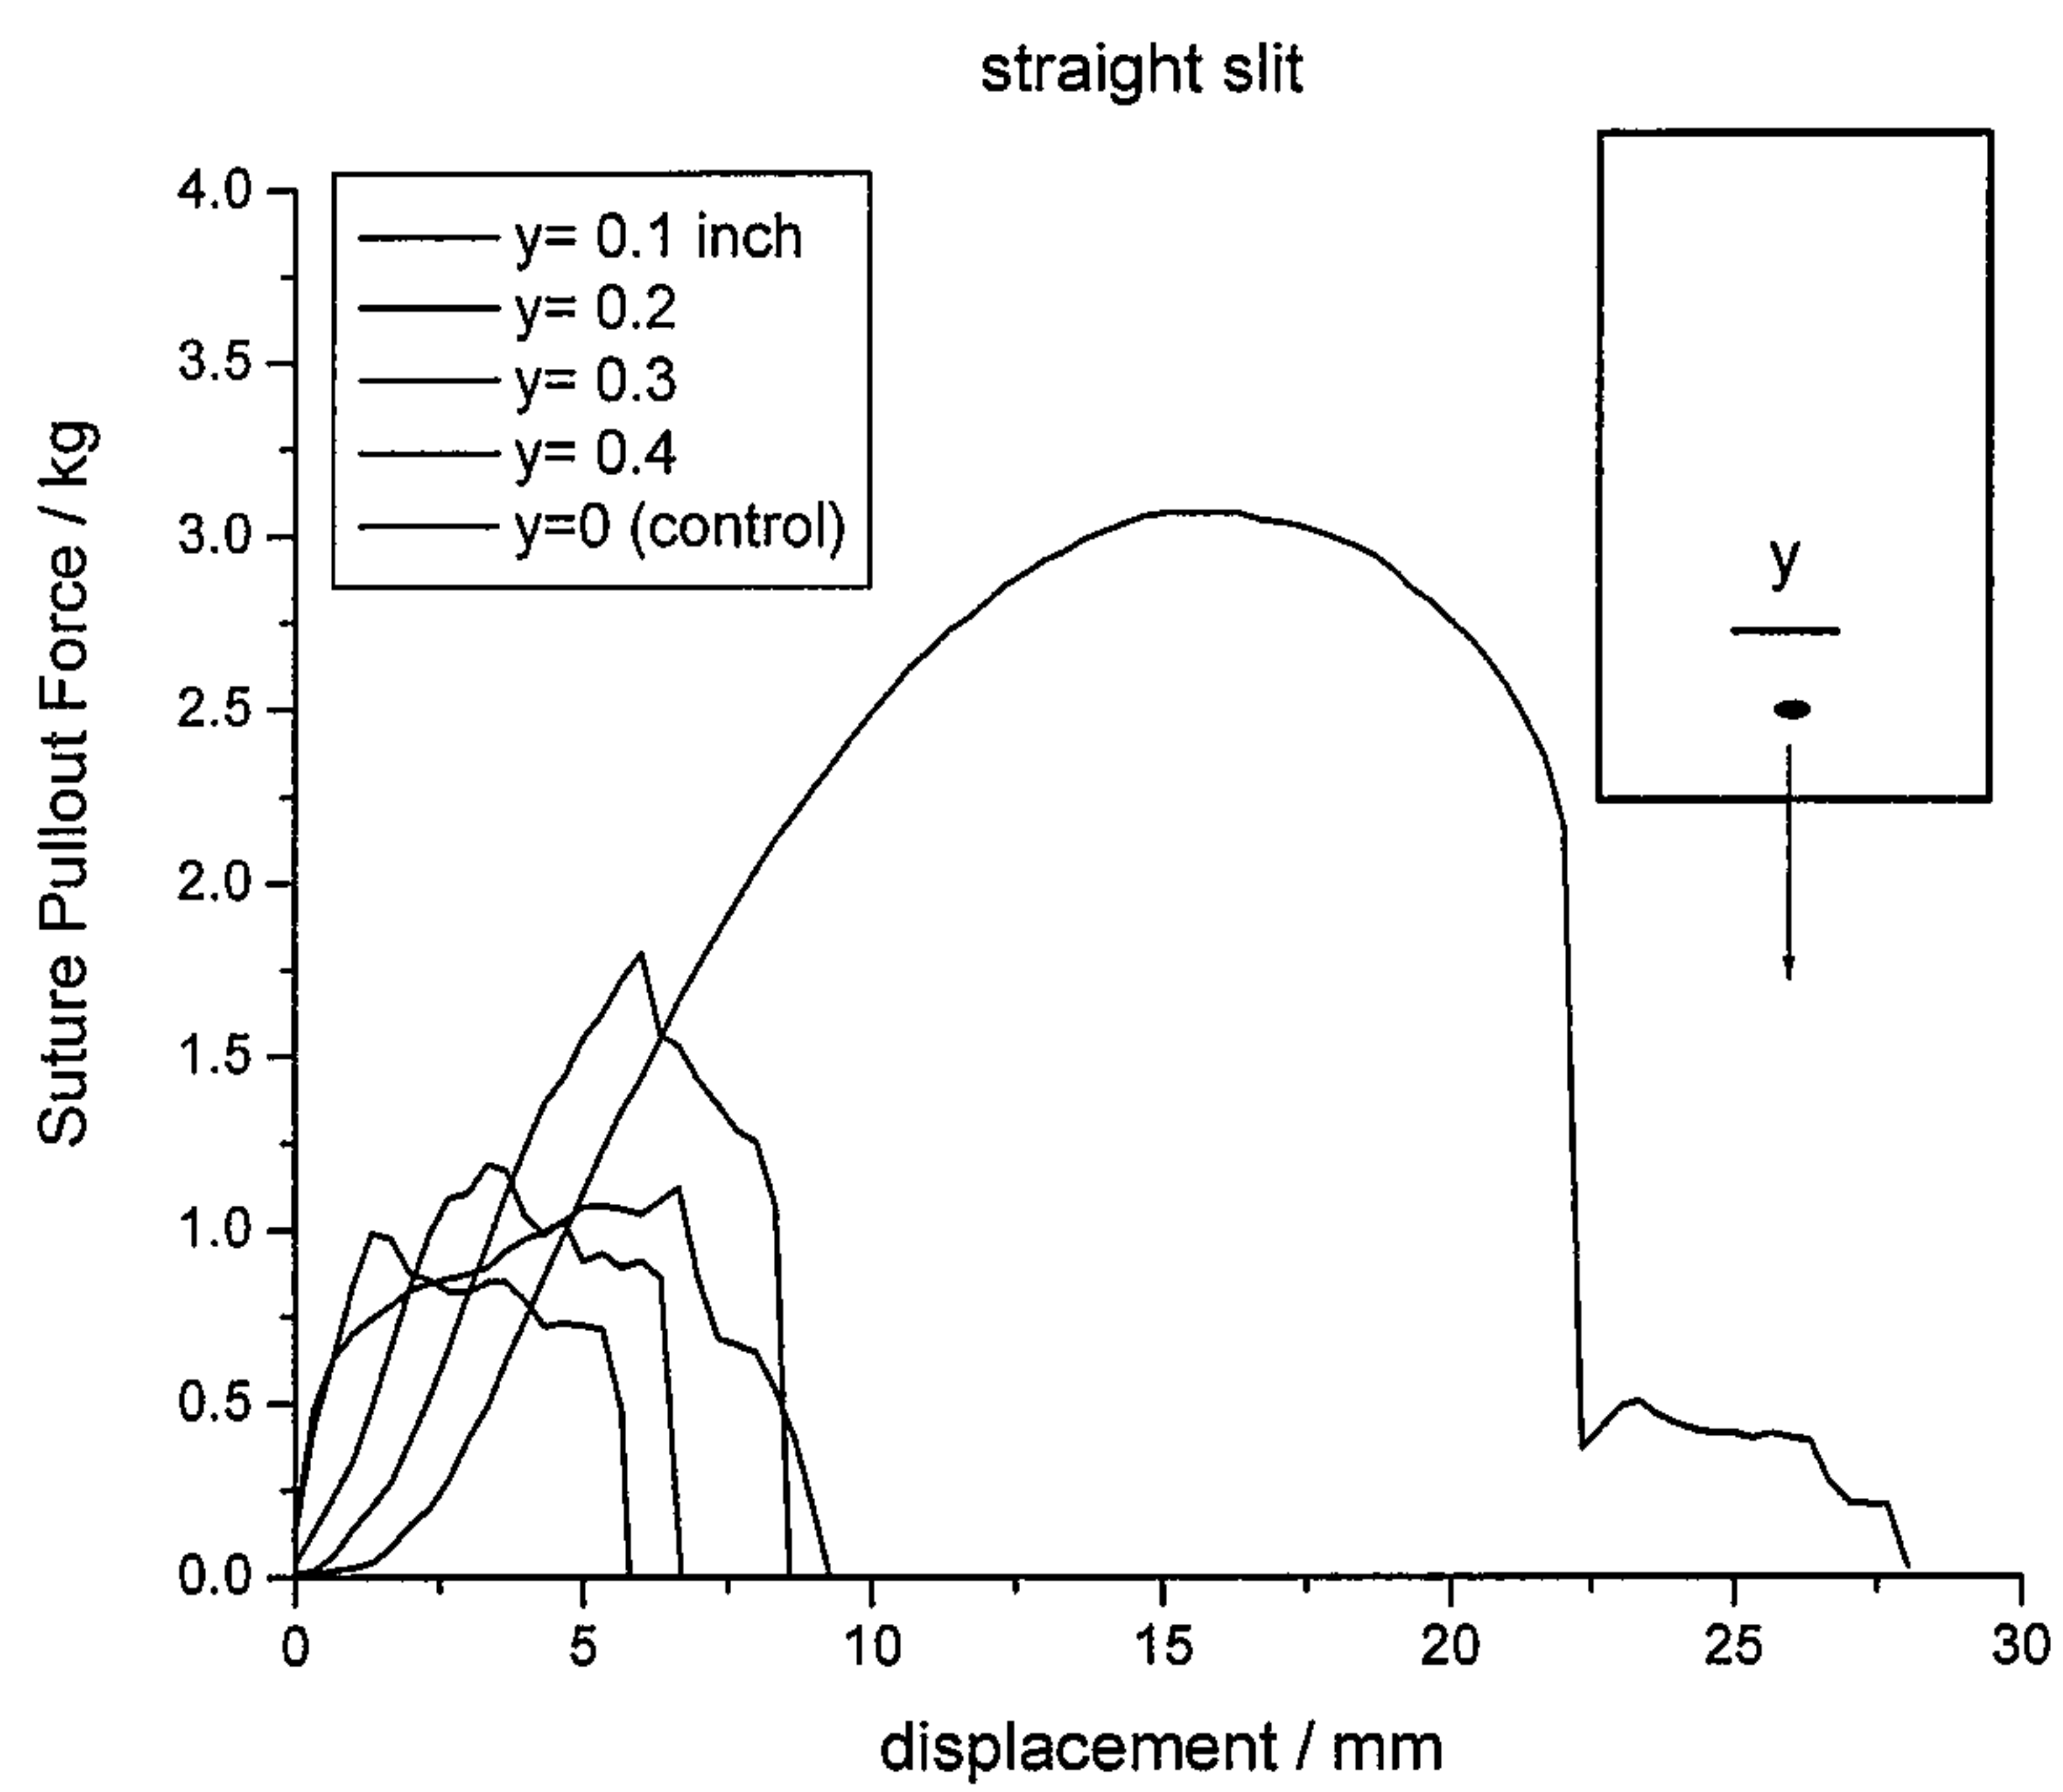 straight slit
4.0
3.5
3.0
2.5
2.0
1.5
1.0
0.5
0.0
Suture Pullout Force / kg
y= 0.1 inch
y= 0.2
y= 0.3
y= 0.4
y=0 (control)
y
0 5 10 15 20 25 30
displacement / mm